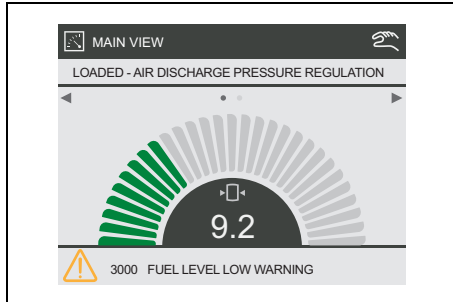 MAIN VIEW
LOADED - AIR DISCHARGE PRESSURE REGULATION
9.2
3000 FUEL LEVEL LOW WARNING